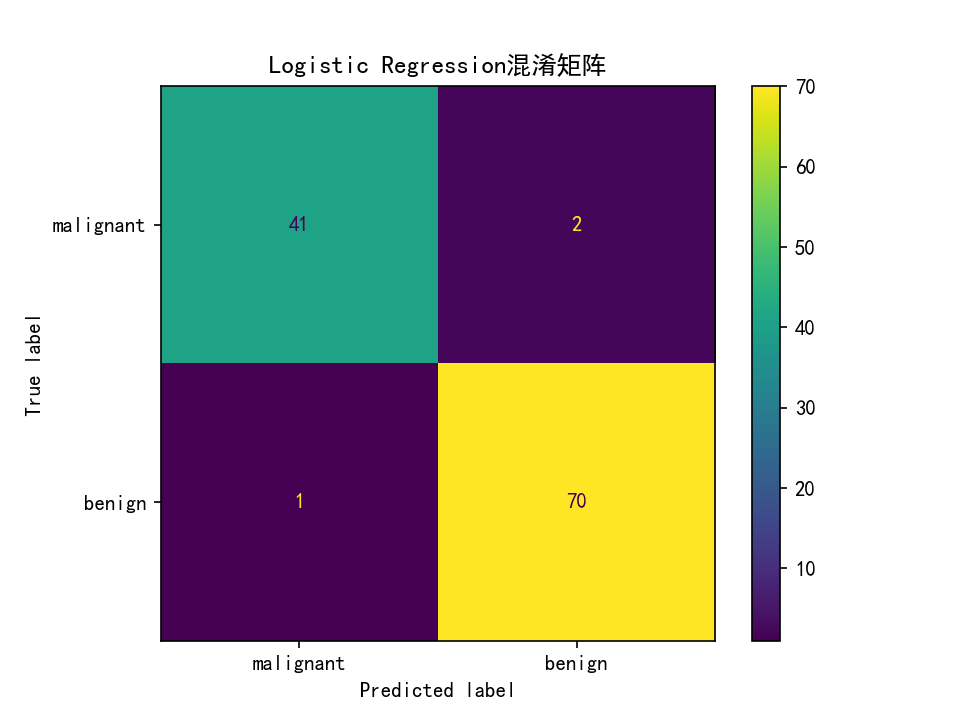 Logistic Regression混淆矩阵
True label
malignant
41
2
benign
1
70
malignant
benign
Predicted label
70
60
50
40
30
20
10